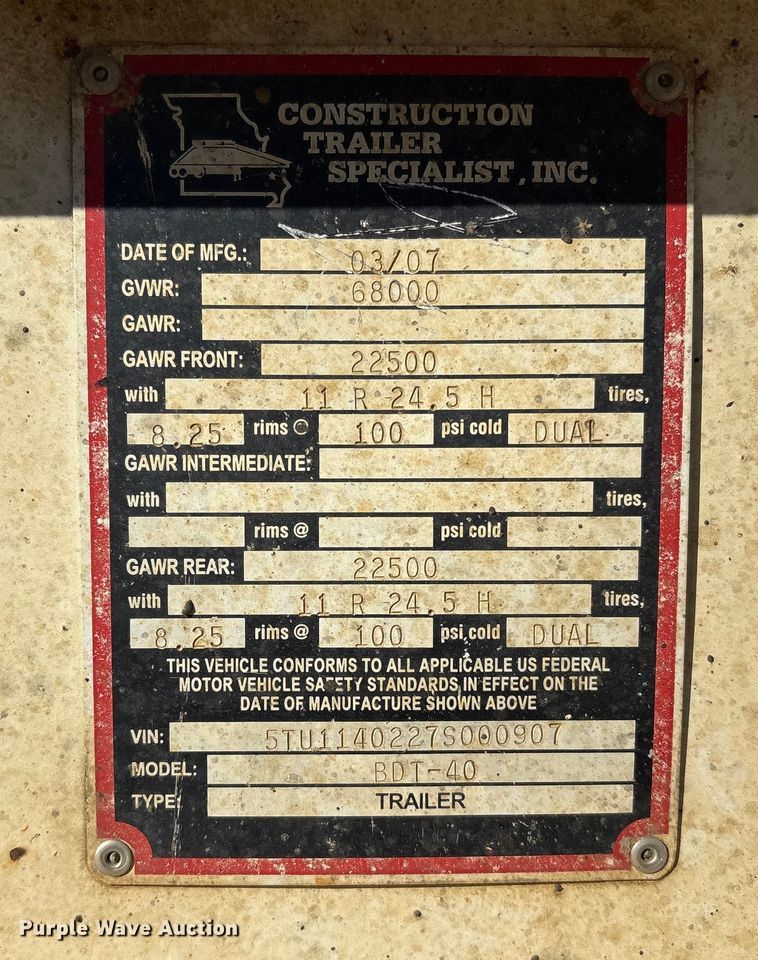 CONSTRUCTION
TRAILER
SPECIALIST, INC.
DATE OF MFG.: 03/07
GVWR: 68000
GAWR:
GAWR FRONT: 22500
with 11 R 24.5 H tires,
8.25 rims @ 100 psi cold DUAL
GAWR INTERMEDIATE:
with tires,
rims @ psi cold
GAWR REAR: 22500
with 11 R 24.5 H tires,
8.25 rims @ 100 psi cold DUAL
THIS VEHICLE CONFORMS TO ALL APPLICABLE US FEDERAL
MOTOR VEHICLE SAFETY STANDARDS IN EFFECT ON THE
DATE OF MANUFACTURE SHOWN ABOVE
VIN: 5TU1140227S000907
MODEL: BDT-40
TYPE: TRAILER
Purple Wave Auction